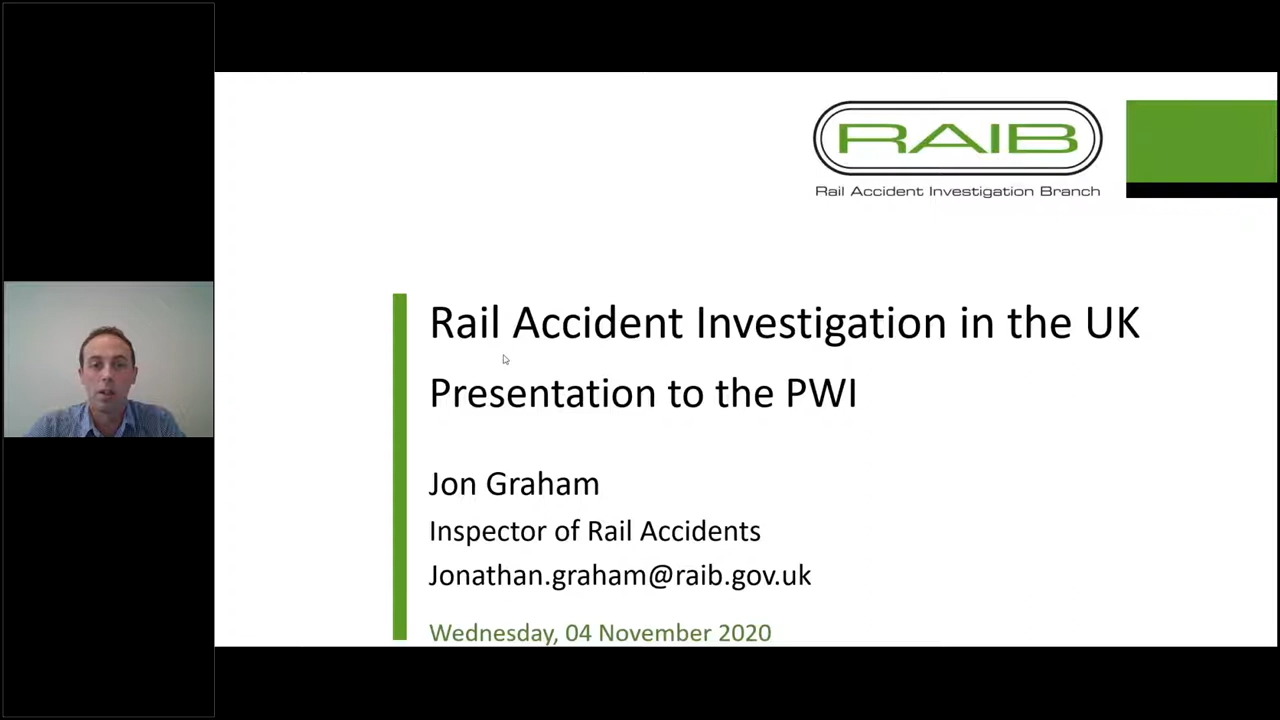 RAIB
Rail Accident Investigation Branch
Rail Accident Investigation in the UK
Presentation to the PWI
Jon Graham
Inspector of Rail Accidents
Jonathan.graham@raib.gov.uk
Wednesday, 04 November 2020